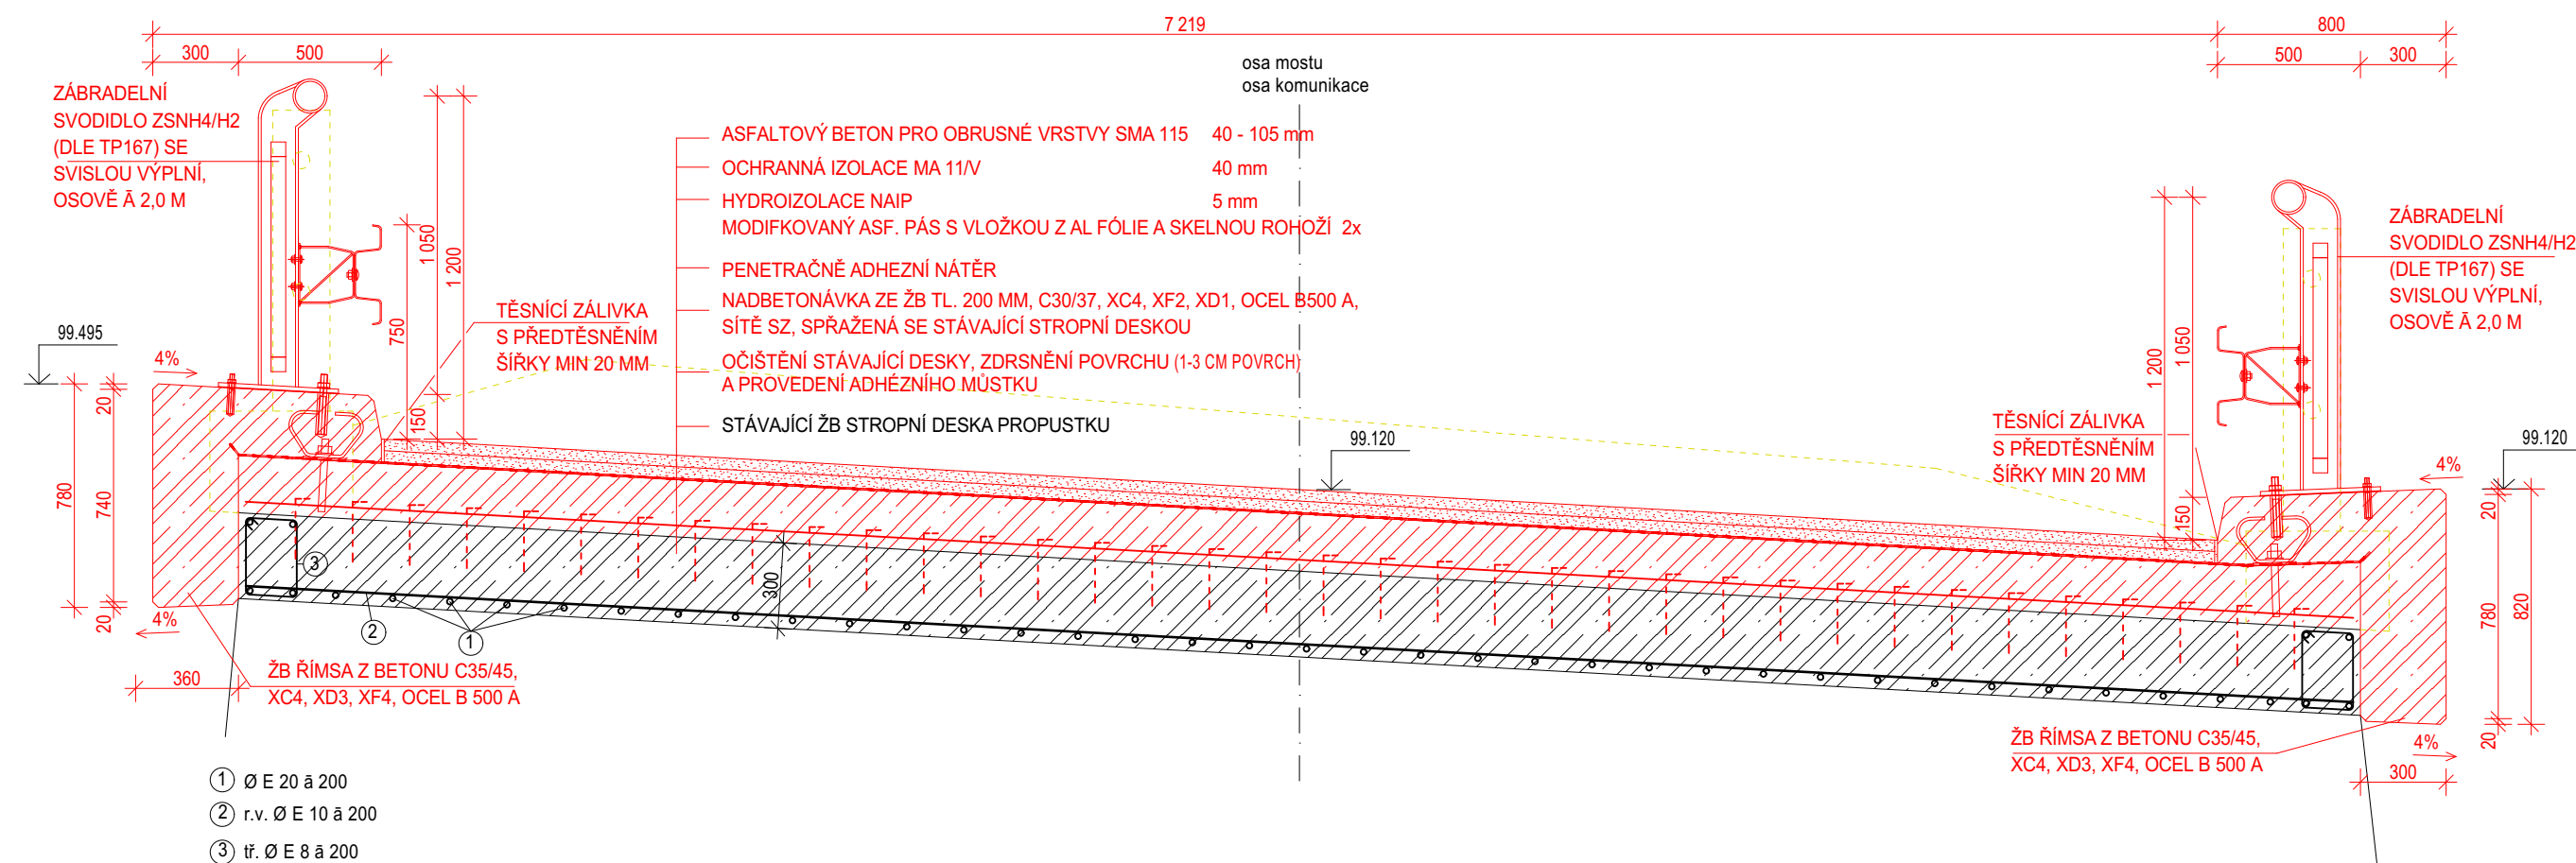 7 219
800
300
500
500
300
osa mostu
osa komunikace
ZÁBRADELNÍ
SVODIDLO ZSNH4/H2
(DLE TP167) SE
SVISLOU VÝPLNÍ,
OSOVĚ Ā 2,0 M
ASFALTOVÝ BETON PRO OBRUSNÉ VRSTVY SMA 115 40 - 105 mm
OCHRANNÁ IZOLACE MA 11/V 40 mm
HYDROIZOLACE NAIP 5 mm
MODIFKOVANÝ ASF. PÁS S VLOŽKOU Z AL FÓLIE A SKELNOU ROHOŽÍ 2x
PENETRAČNĚ ADHEZNÍ NÁTĚR
NADBETONÁVKA ZE ŽB TL. 200 MM, C30/37, XC4, XF2, XD1, OCEL B500 A,
SÍTĚ SZ, SPŘAŽENÁ SE STÁVAJÍCÍ STROPNÍ DESKOU
OČIŠTĚNÍ STÁVAJÍCÍ DESKY, ZDRSNĚNÍ POVRCHU (1-3 CM POVRCH)
A PROVEDENÍ ADHÉZNÍHO MŮSTKU
STÁVAJÍCÍ ŽB STROPNÍ DESKA PROPUSTKU
ZÁBRADELNÍ
SVODIDLO ZSNH4/H2
(DLE TP167) SE
SVISLOU VÝPLNÍ,
OSOVĚ Ā 2,0 M
1 050
1 200
750
150
TĚSNÍCÍ ZÁLIVKA
S PŘEDTĚSNĚNÍM
ŠÍŘKY MIN 20 MM
99.495
4%
780
20
740
20
4%
1 200
1 050
150
TĚSNÍCÍ ZÁLIVKA
S PŘEDTĚSNĚNÍM
ŠÍŘKY MIN 20 MM
99.120
99.120
4%
20
780
820
20
4%
300
3
2
1
360
ŽB ŘÍMSA Z BETONU C35/45,
XC4, XD3, XF4, OCEL B 500 A
ŽB ŘÍMSA Z BETONU C35/45,
XC4, XD3, XF4, OCEL B 500 A
300
1 Ø E 20 ā 200
2 r.v. Ø E 10 ā 200
3 tř. Ø E 8 ā 200